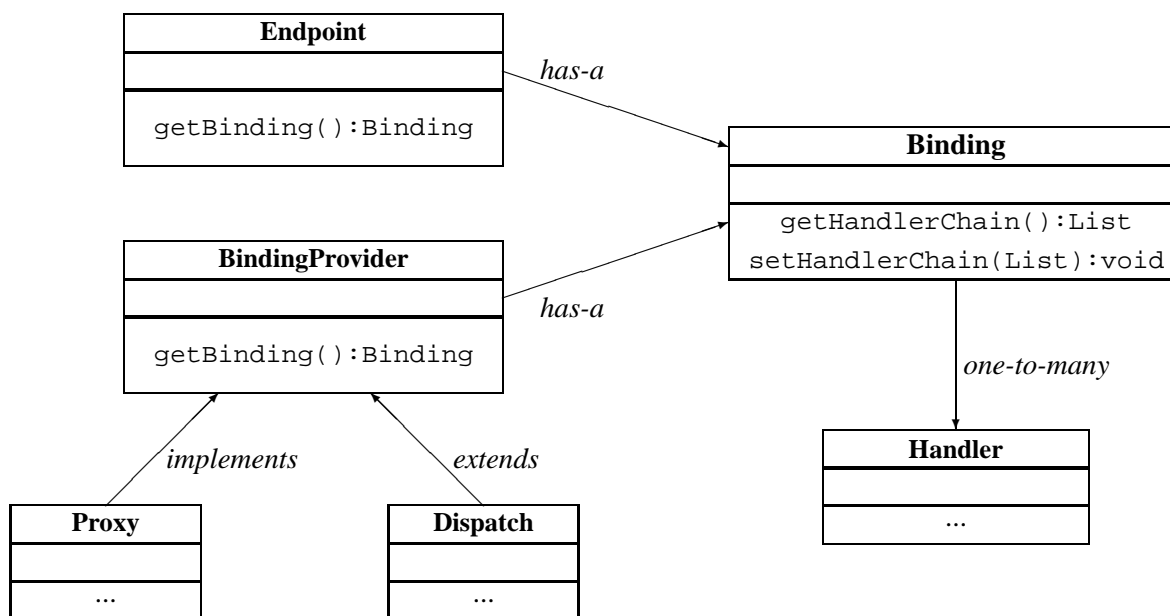 Endpoint
getBinding():Binding
has-a
Binding
getHandlerChain():List
setHandlerChain(List):void
BindingProvider
getBinding():Binding
has-a
one-to-many
implements
extends
Handler
...
Proxy
...
Dispatch
...